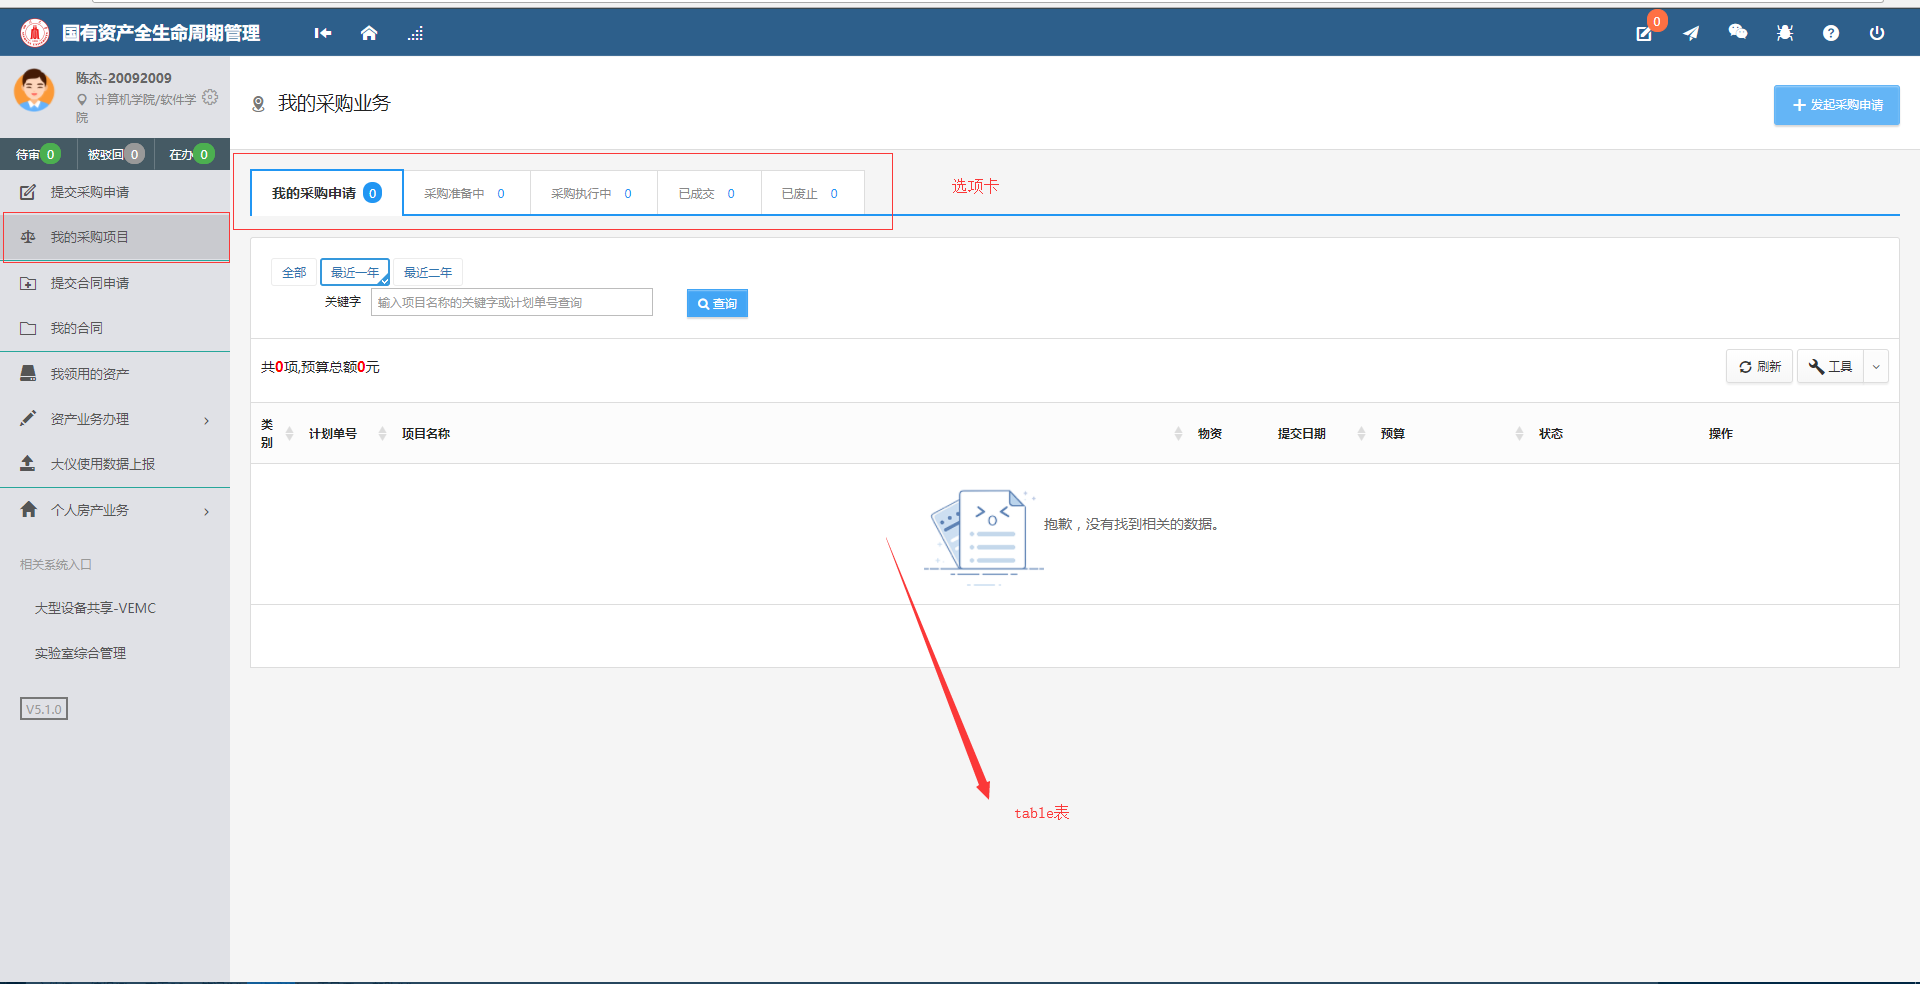 国有资产全生命周期管理
0
陈杰-20092009
计算机学院/软件学
院
待审 0 被驳回 0 在办 0
提交采购申请
我的采购项目
提交合同申请
我的合同
我领用的资产
资产业务办理
大仪使用数据上报
个人房产业务
相关系统入口
大型设备共享-VEMC
实验室综合管理
V5.1.0
我的采购业务
发起采购申请
我的采购申请 0 采购准备中 0 采购执行中 0 已成交 0 已废止 0
选项卡
全部 最近一年 最近二年
关键字 输入项目名称的关键字或计划单号查询 查询
共0项,预算总额0元
刷新 工具
类别 计划单号 项目名称 物资 提交日期 预算 状态 操作
抱歉，没有找到相关的数据。
table表